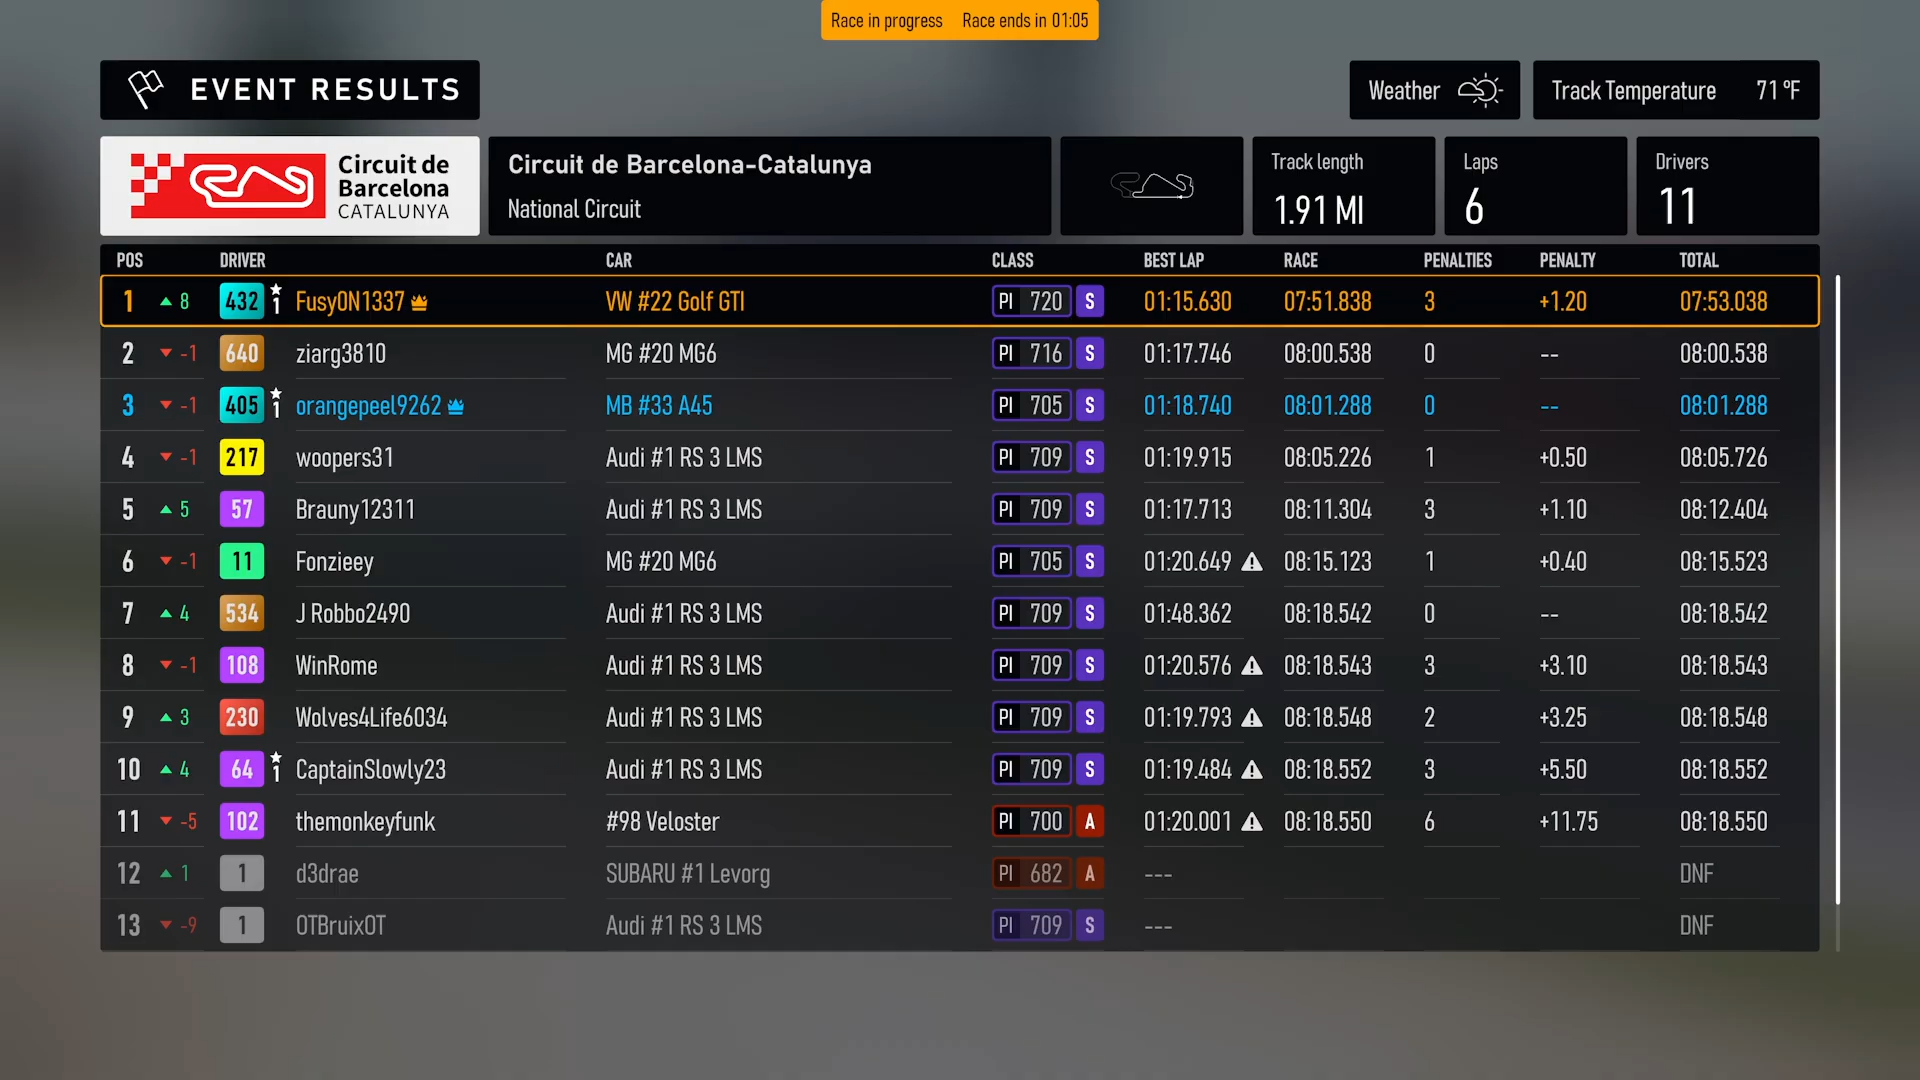 Race in progress Race ends in 01:05
EVENT RESULTS
Weather
Track Temperature 71 ºF
Circuit de
Barcelona
CATALUNYA
Circuit de Barcelona-Catalunya
National Circuit
Track length
1.91 MI
Laps
6
Drivers
11
POS DRIVER CAR CLASS BEST LAP RACE PENALTIES PENALTY TOTAL
1 8 432 1 FusyON1337 VW #22 Golf GTI PI 720 S 01:15.630 07:51.838 3 +1.20 07:53.038
2 -1 640 ziarg3810 MG #20 MG6 PI 716 S 01:17.746 08:00.538 0 -- 08:00.538
3 -1 405 1 orangepeel9262 MB #33 A45 PI 705 S 01:18.740 08:01.288 0 -- 08:01.288
4 -1 217 woopers31 Audi #1 RS 3 LMS PI 709 S 01:19.915 08:05.226 1 +0.50 08:05.726
5 5 57 Brauny12311 Audi #1 RS 3 LMS PI 709 S 01:17.713 08:11.304 3 +1.10 08:12.404
6 -1 11 Fonzieey MG #20 MG6 PI 705 S 01:20.649 08:15.123 1 +0.40 08:15.523
7 4 534 J Robbo2490 Audi #1 RS 3 LMS PI 709 S 01:48.362 08:18.542 0 -- 08:18.542
8 -1 108 WinRome Audi #1 RS 3 LMS PI 709 S 01:20.576 08:18.543 3 +3.10 08:18.543
9 3 230 Wolves4Life6034 Audi #1 RS 3 LMS PI 709 S 01:19.793 08:18.548 2 +3.25 08:18.548
10 4 64 1 CaptainSlowly23 Audi #1 RS 3 LMS PI 709 S 01:19.484 08:18.552 3 +5.50 08:18.552
11 -5 102 themonkeyfunk #98 Veloster PI 700 A 01:20.001 08:18.550 6 +11.75 08:18.550
12 1 1 d3drae SUBARU #1 Levorg PI 682 A --- DNF
13 -9 1 OTBruixOT Audi #1 RS 3 LMS PI 709 S --- DNF